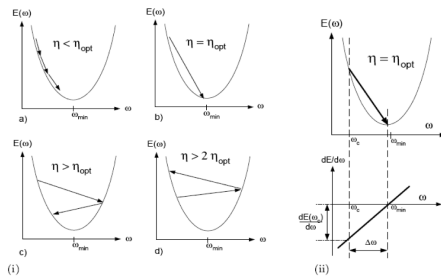 E(ω)
η < η_opt
ω_min
ω
a)
E(ω)
η = η_opt
ω_min
ω
b)
E(ω)
η > η_opt
ω_min
ω
c)
E(ω)
η > 2 η_opt
ω_min
ω
d)
(i)
E(ω)
η = η_opt
ω_c
ω_min
ω
dE/dω
ω_c
ω_min
ω
dE(ω_c)
dω
Δω
(ii)